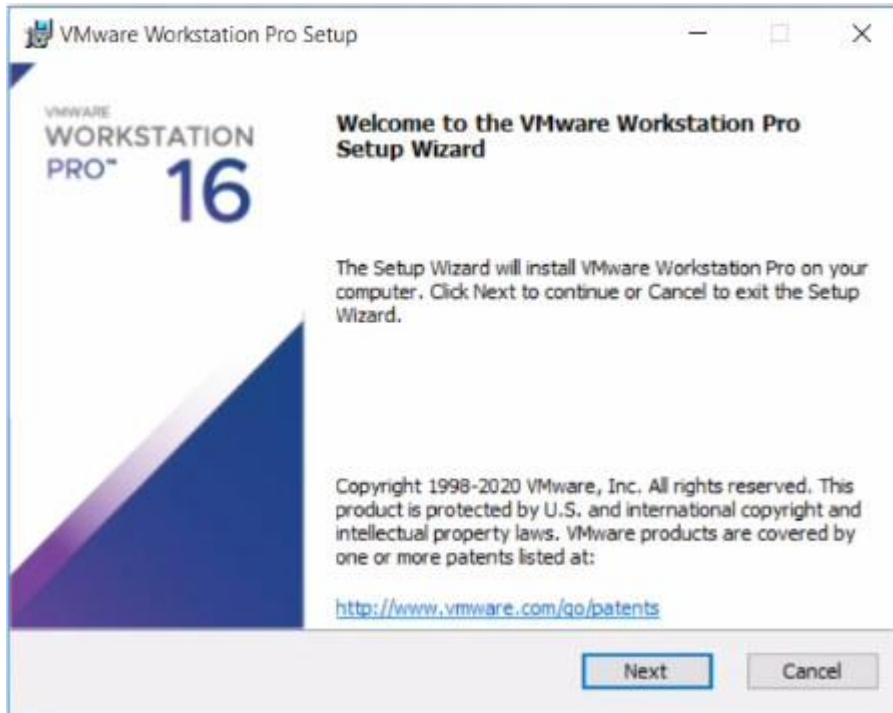 VMware Workstation Pro Setup
VMWARE
WORKSTATION
PRO™ 16
Welcome to the VMware Workstation Pro
Setup Wizard
The Setup Wizard will install VMware Workstation Pro on your
computer. Click Next to continue or Cancel to exit the Setup
Wizard.
Copyright 1998-2020 VMware, Inc. All rights reserved. This
product is protected by U.S. and international copyright and
intellectual property laws. VMware products are covered by
one or more patents listed at:
http://www.vmware.com/go/patents
Next Cancel